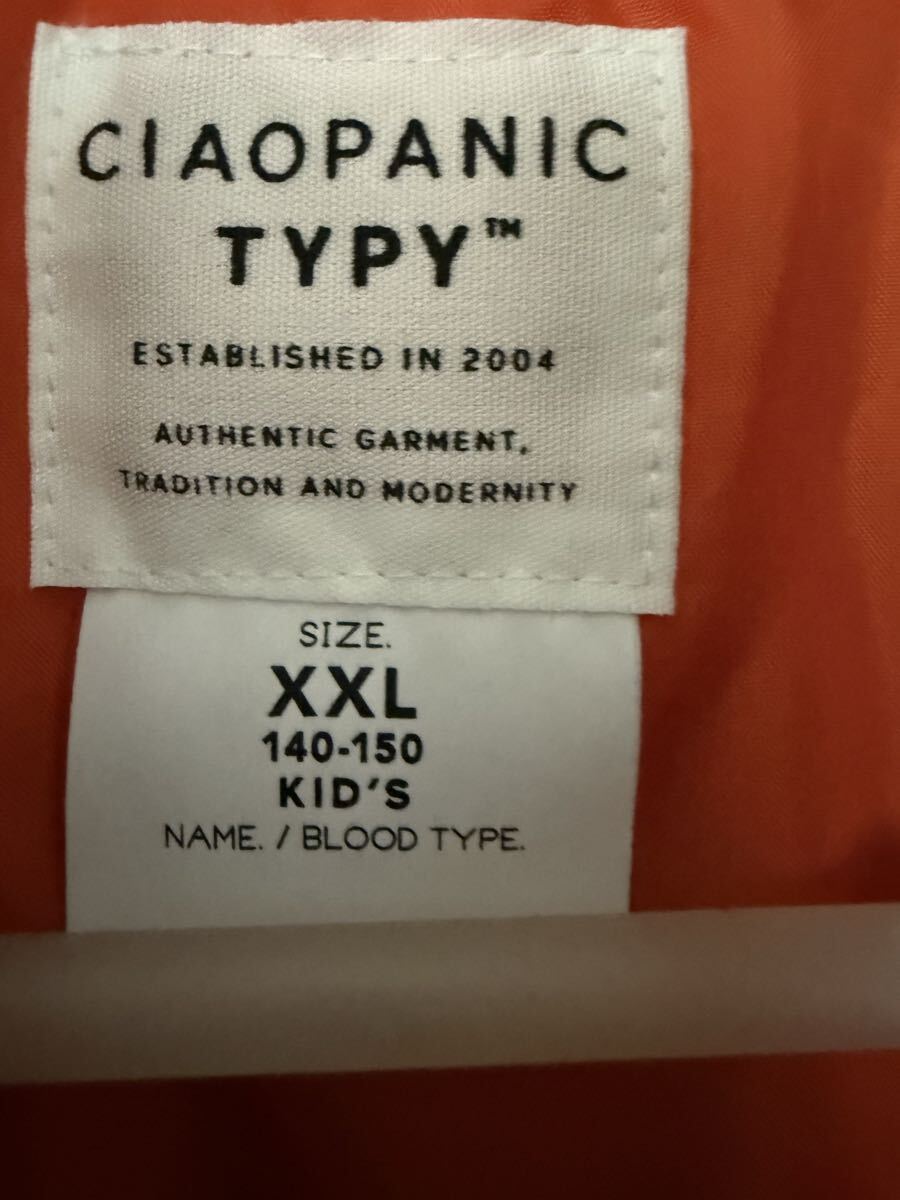 CIAOPANIC
TYPY™
ESTABLISHED IN 2004
AUTHENTIC GARMENT,
TRADITION AND MODERNITY
SIZE.
XXL
140-150
KID'S
NAME. / BLOOD TYPE.